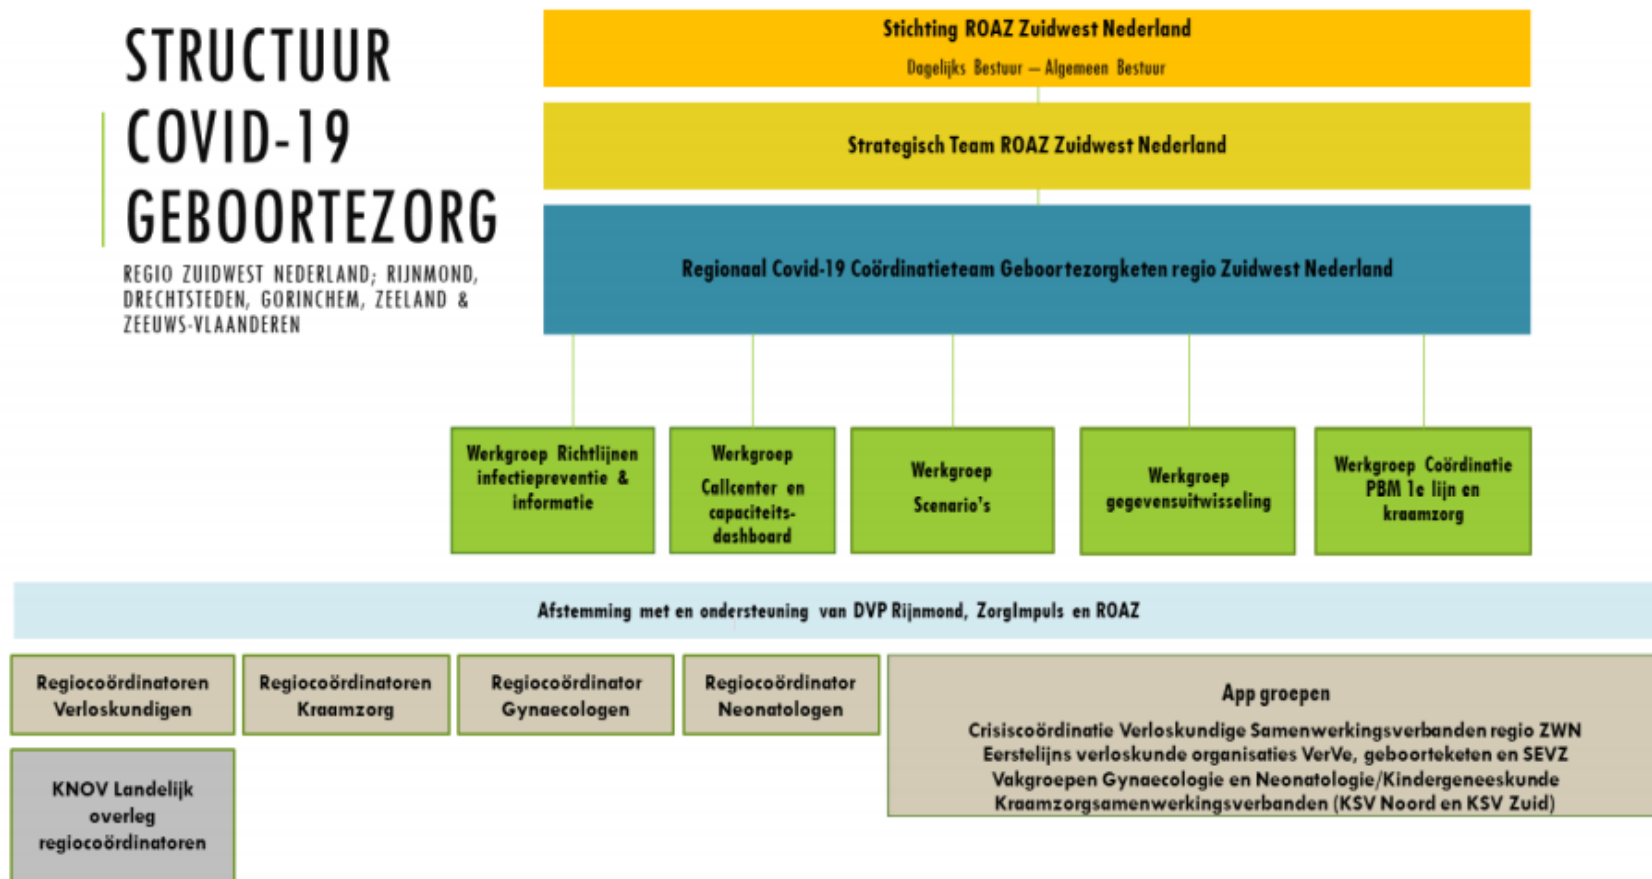 STRUCTUUR
COVID-19
GEBOORTEZORG
REGIO ZUIDWEST NEDERLAND; RIJNMOND,
DRECHTSTEDEN, GORINCHEM, ZEELAND &
ZEEUWS-VLAANDEREN
Stichting ROAZ Zuidwest Nederland
Dagelijks Bestuur – Algemeen Bestuur
Strategisch Team ROAZ Zuidwest Nederland
Regionaal Covid-19 Coördinatieteam Geboortezorgketen regio Zuidwest Nederland
Werkgroep Richtlijnen
infectiepreventie &
informatie
Werkgroep
Callcenter en
capaciteits-
dashboard
Werkgroep
Scenario's
Werkgroep
gegevensuitwisseling
Werkgroep Coördinatie
PBM 1e lijn en
kraamzorg
Afstemming met en ondersteuning van DVP Rijnmond, ZorgImpuls en ROAZ
Regiocoördinatoren
Verloskundigen
Regiocoördinatoren
Kraamzorg
Regiocoördinator
Gynaecologen
Regiocoördinator
Neonatologen
App groepen
Crisiscoördinatie Verloskundige Samenwerkingsverbanden regio ZWN
Eerstelijns verloskunde organisaties VerVe, geboorteketen en SEVZ
Vakgroepen Gynaecologie en Neonatologie/Kindergeneeskunde
Kraamzorgsamenwerkingsverbanden (KSV Noord en KSV Zuid)
KNOV Landelijk
overleg
regiocoördinatoren